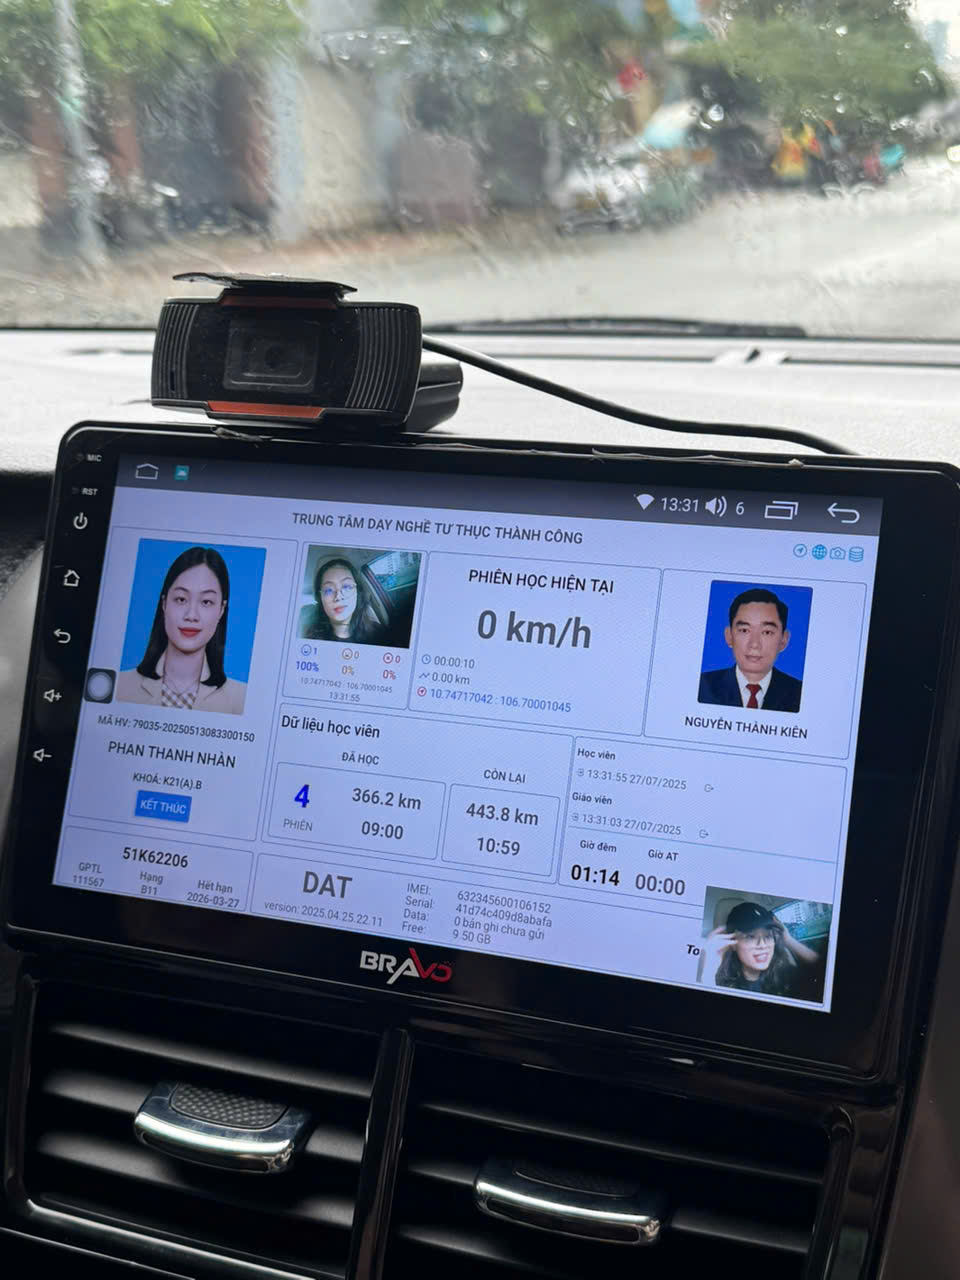 MIC
RST
13:31
6
TRUNG TÂM DẠY NGHỀ TƯ THỤC THÀNH CÔNG
MÃ HV: 79035-20250513083300150
PHAN THANH NHÀN
KHOÁ: K21(A).B
KẾT THÚC
1 0 0
100% 0% 0%
10.74717042 : 106.70001045
13:31:55
PHIÊN HỌC HIỆN TẠI
0 km/h
00:00:10
0.00 km
10.74717042 : 106.70001045
NGUYỄN THÀNH KIÊN
Dữ liệu học viên
ĐÃ HỌC
4
PHIÊN
366.2 km
09:00
CÒN LẠI
443.8 km
10:59
Học viên
13:31:55 27/07/2025
Giáo viên
13:31:03 27/07/2025
Giờ đêm Giờ AT
01:14 00:00
51K62206
GPTL Hạng Hết hạn
111567 B11 2026-03-27
DAT
version: 2025.04.25.22.11
IMEI: 632345600106152
Serial: 41d74c409d8abafa
Data: 0 bản ghi chưa gửi
Free: 9.50 GB
To
BRAVO